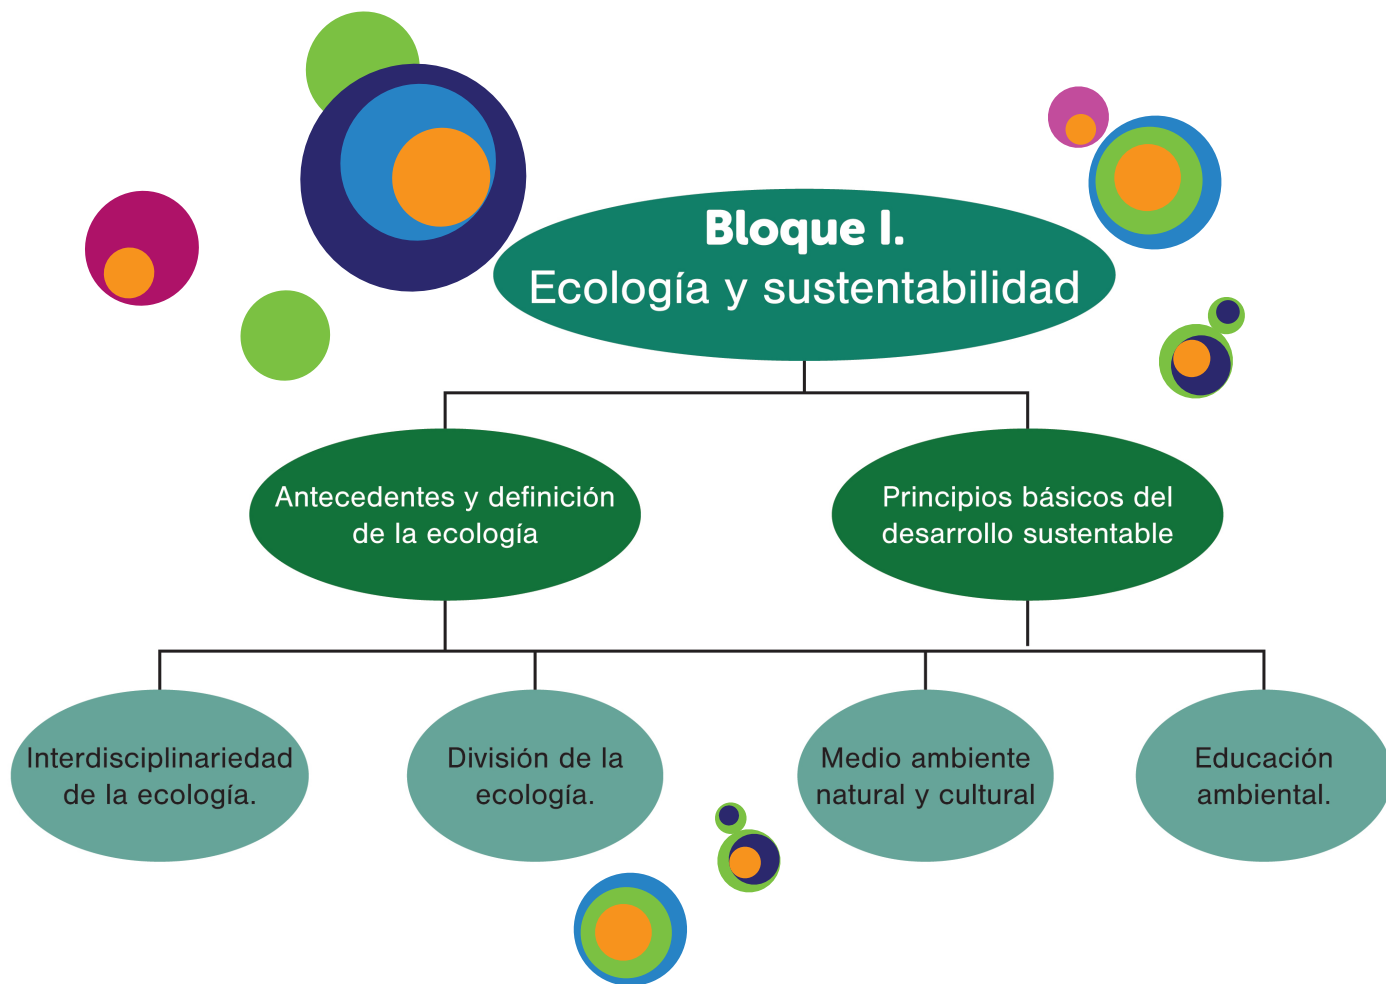 Bloque I.
Ecología y sustentabilidad
Antecedentes y definición
de la ecología
Principios básicos del
desarrollo sustentable
Interdisciplinariedad
de la ecología.
División de la
ecología.
Medio ambiente
natural y cultural
Educación
ambiental.